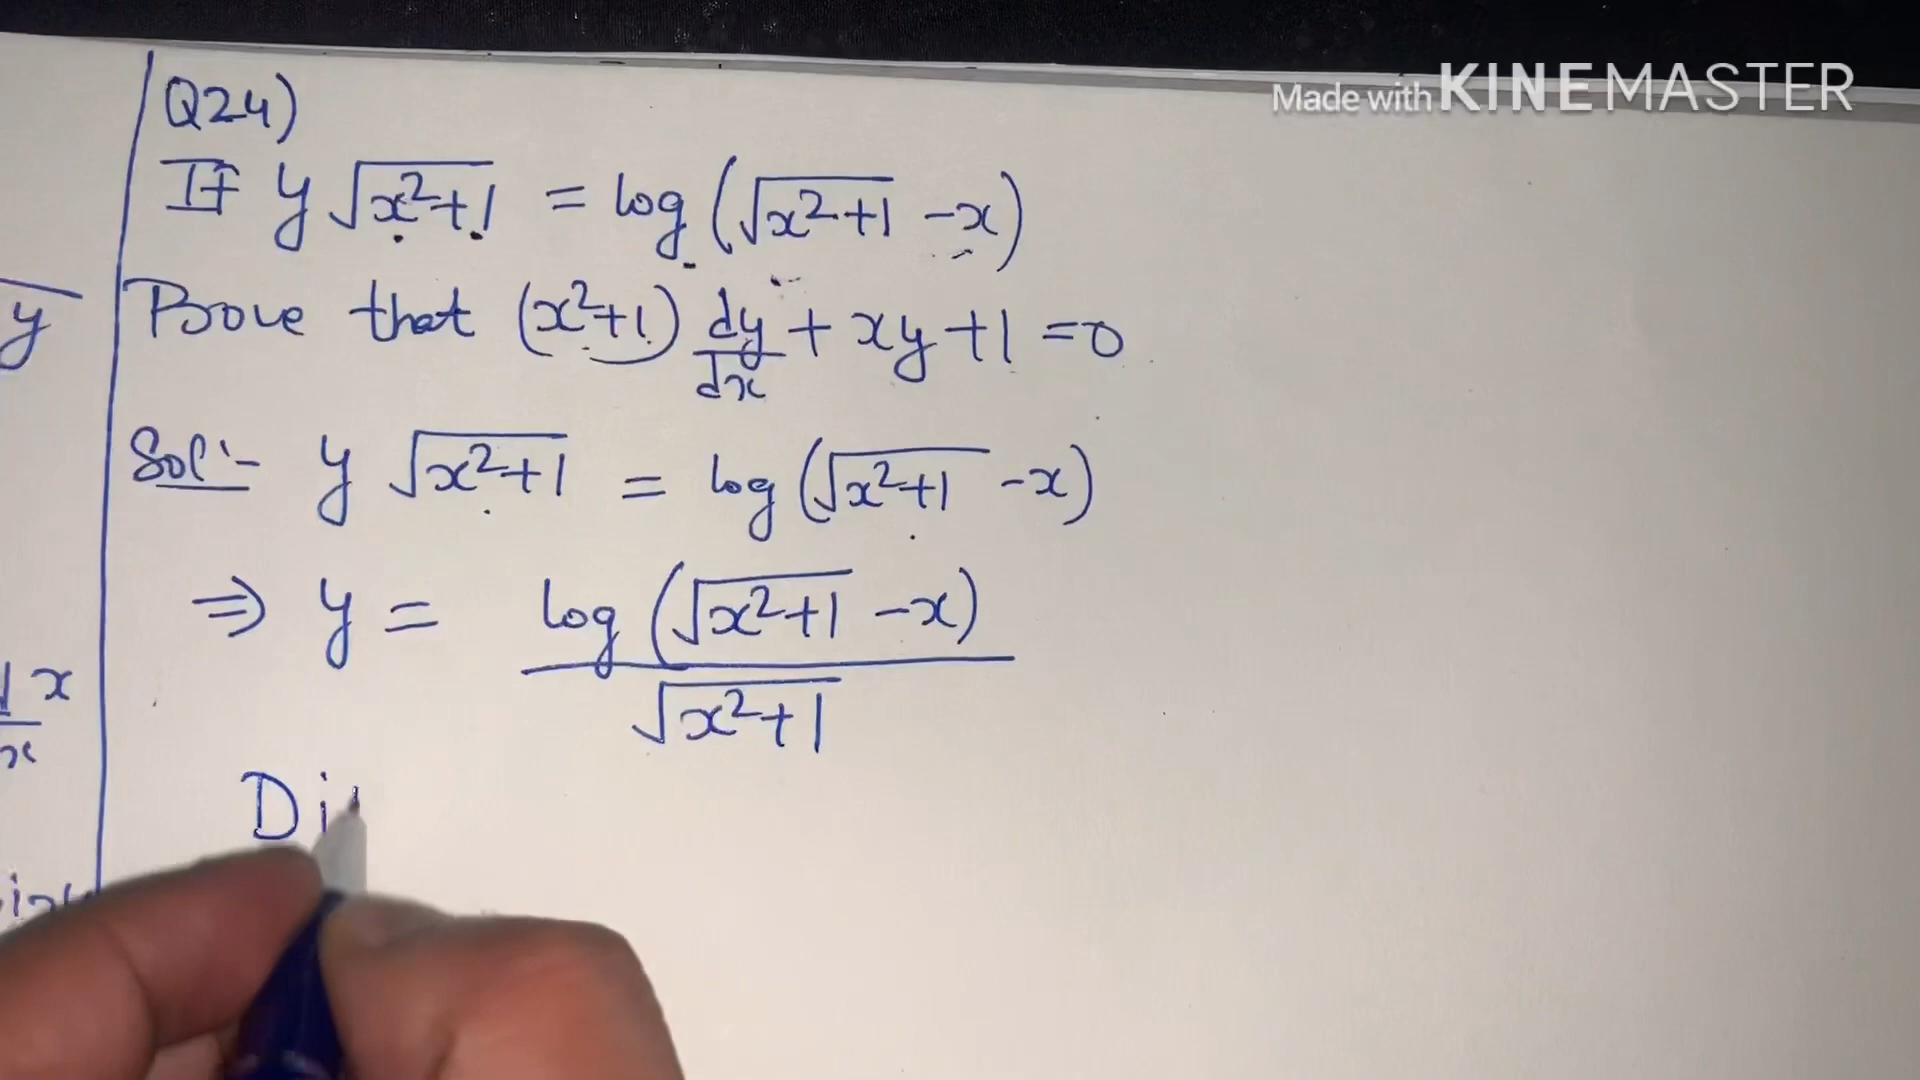 Made with KINEMASTER
Q24)
If y √(x²+1) = log (√(x²+1) -x)
Prove that (x²+1) dy/dx + xy +1 =0
Sol:- y √(x²+1) = log (√(x²+1) -x)
⇒ y = log (√(x²+1) -x) / √(x²+1)
Di
y
x
x